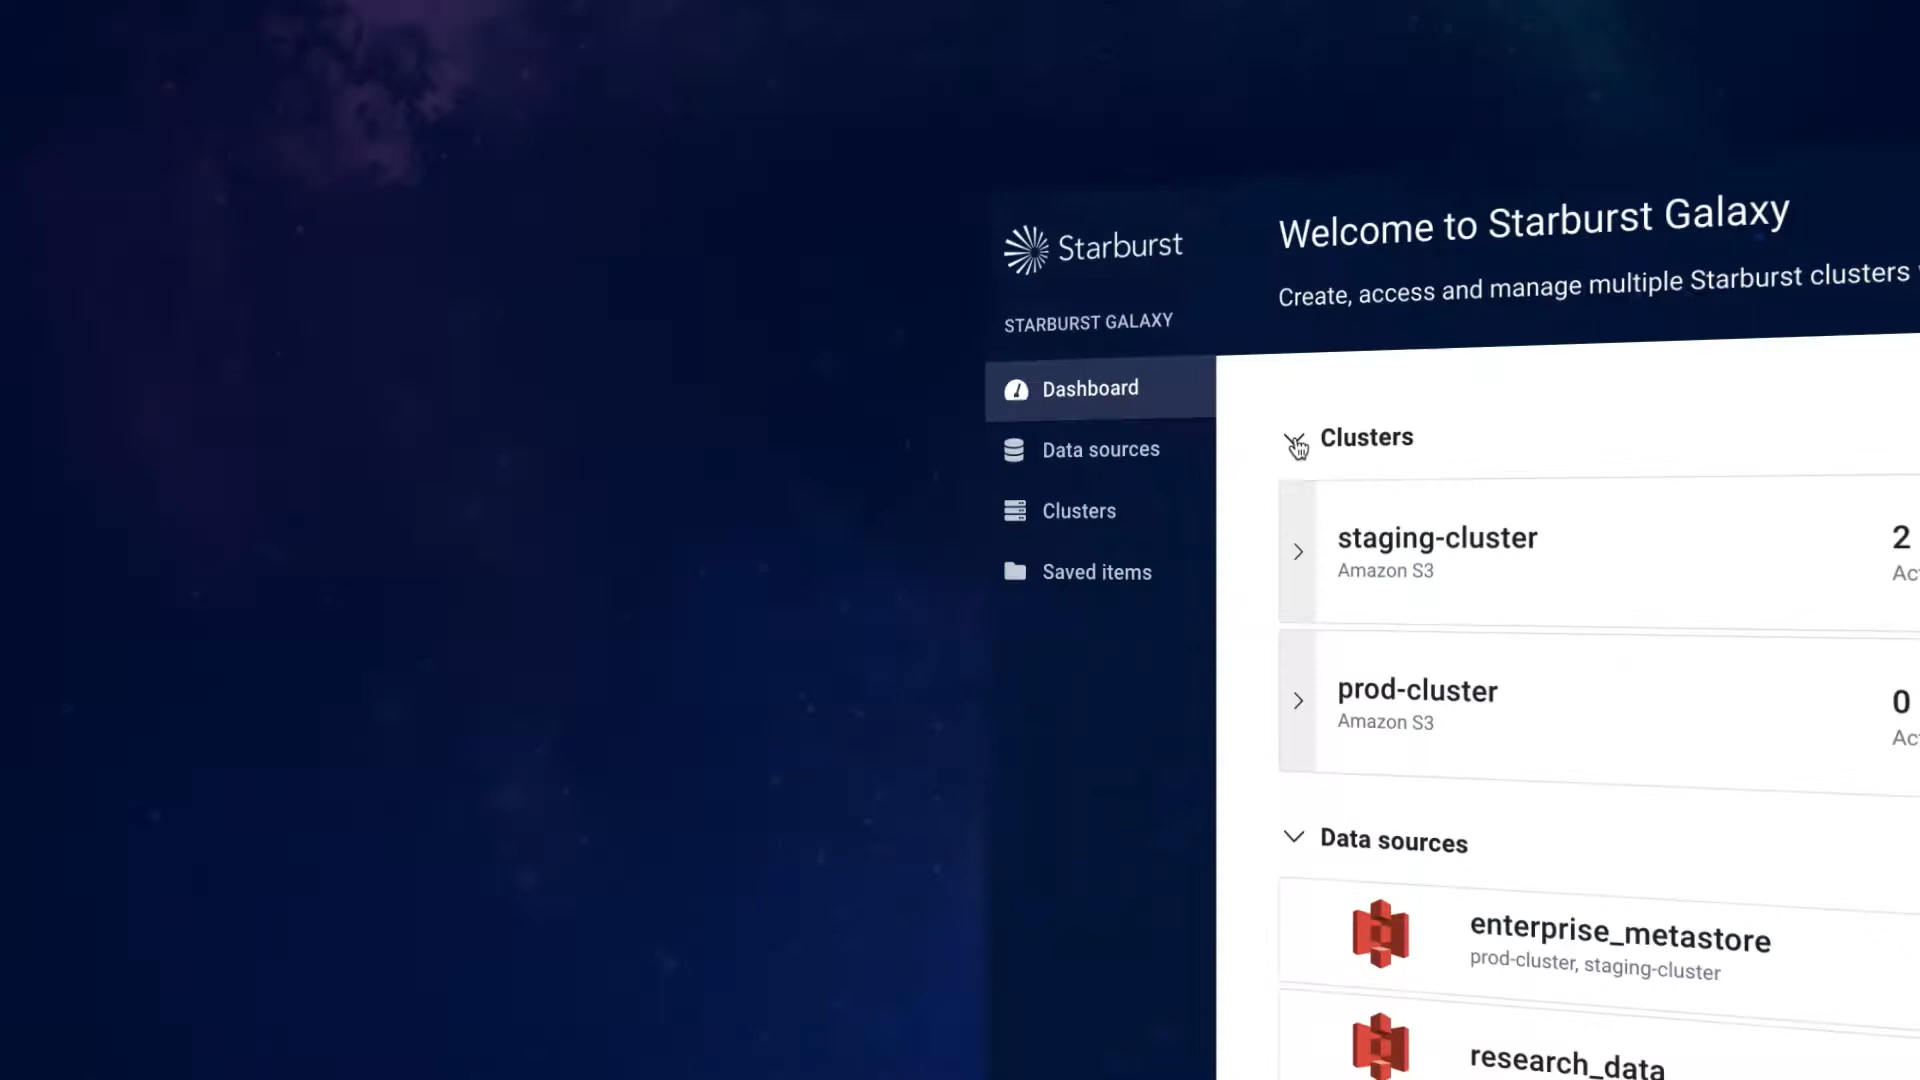 Starburst
STARBURST GALAXY
Dashboard
Data sources
Clusters
Saved items
Welcome to Starburst Galaxy
Create, access and manage multiple Starburst clusters
Clusters
staging-cluster
Amazon S3
2
prod-cluster
Amazon S3
0
Data sources
enterprise_metastore
prod-cluster, staging-cluster
research_data